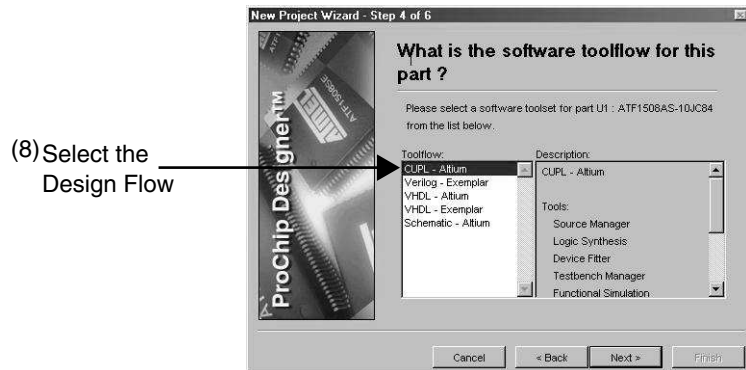 New Project Wizard - Step 4 of 6
What is the software toolflow for this
part ?
Please select a software toolset for part U1 : ATF1508AS-10JC84
from the list below.
(8) Select the
Design Flow
ProChip Designer™
ATF1508SE
ATMEL
Toolflow:
CUPL - Altium
Verilog - Exemplar
VHDL - Altium
VHDL - Exemplar
Schematic - Altium
Description:
CUPL - Altium
Tools:
Source Manager
Logic Synthesis
Device Fitter
Testbench Manager
Functional Simulation
Cancel
< Back
Next >
Finish